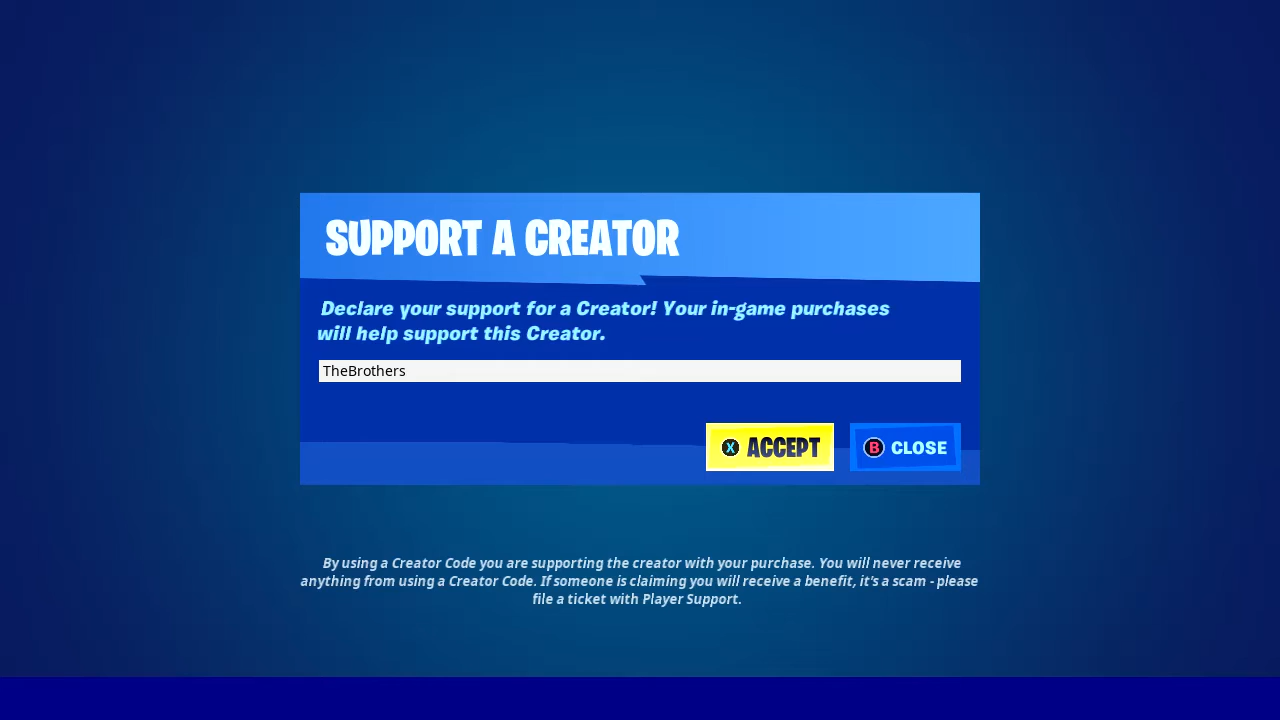 SUPPORT A CREATOR
Declare your support for a Creator! Your in-game purchases
will help support this Creator.
TheBrothers
X ACCEPT
B CLOSE
By using a Creator Code you are supporting the creator with your purchase. You will never receive
anything from using a Creator Code. If someone is claiming you will receive a benefit, it's a scam - please
file a ticket with Player Support.